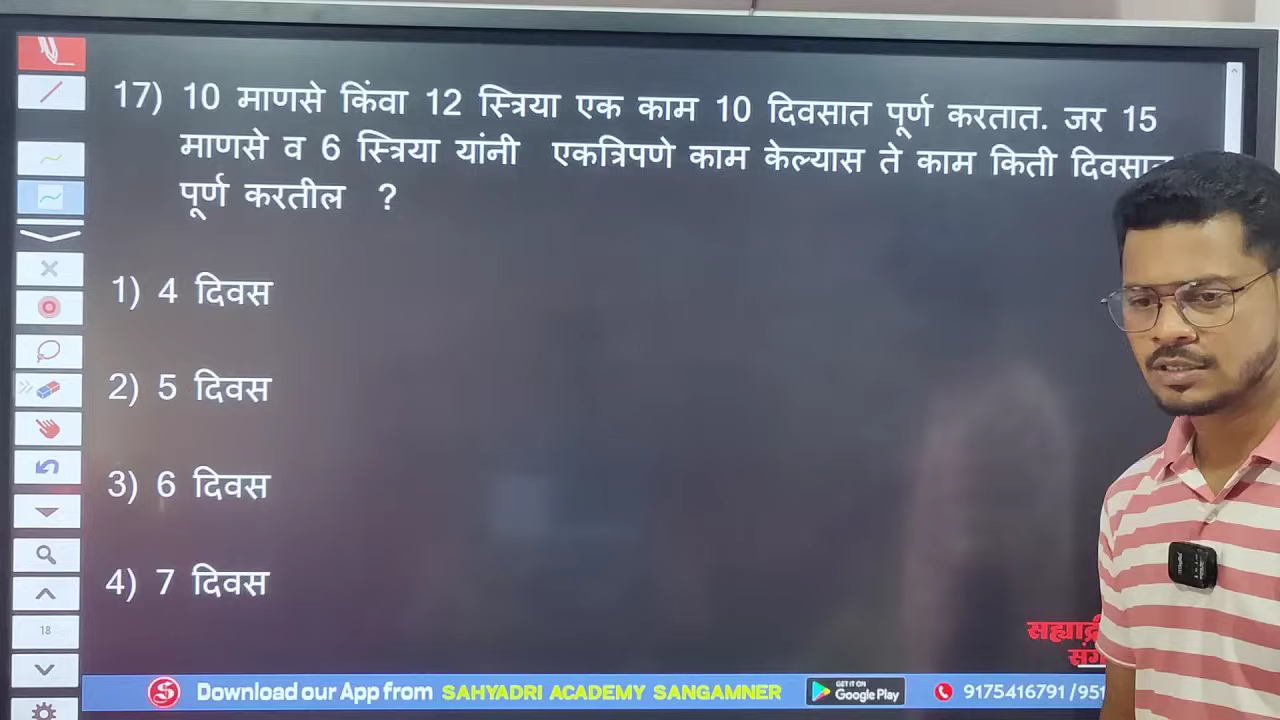 17) 10 माणसे किंवा 12 स्त्रिया एक काम 10 दिवसात पूर्ण करतात. जर 15
माणसे व 6 स्त्रिया यांनी एकत्रिपणे काम केल्यास ते काम किती
पूर्ण करतील ?
1) 4 दिवस
2) 5 दिवस
3) 6 दिवस
4) 7 दिवस
18
Download our App from SAHYADRI ACADEMY SANGAMNER GET IT ON Google Play 9175416791